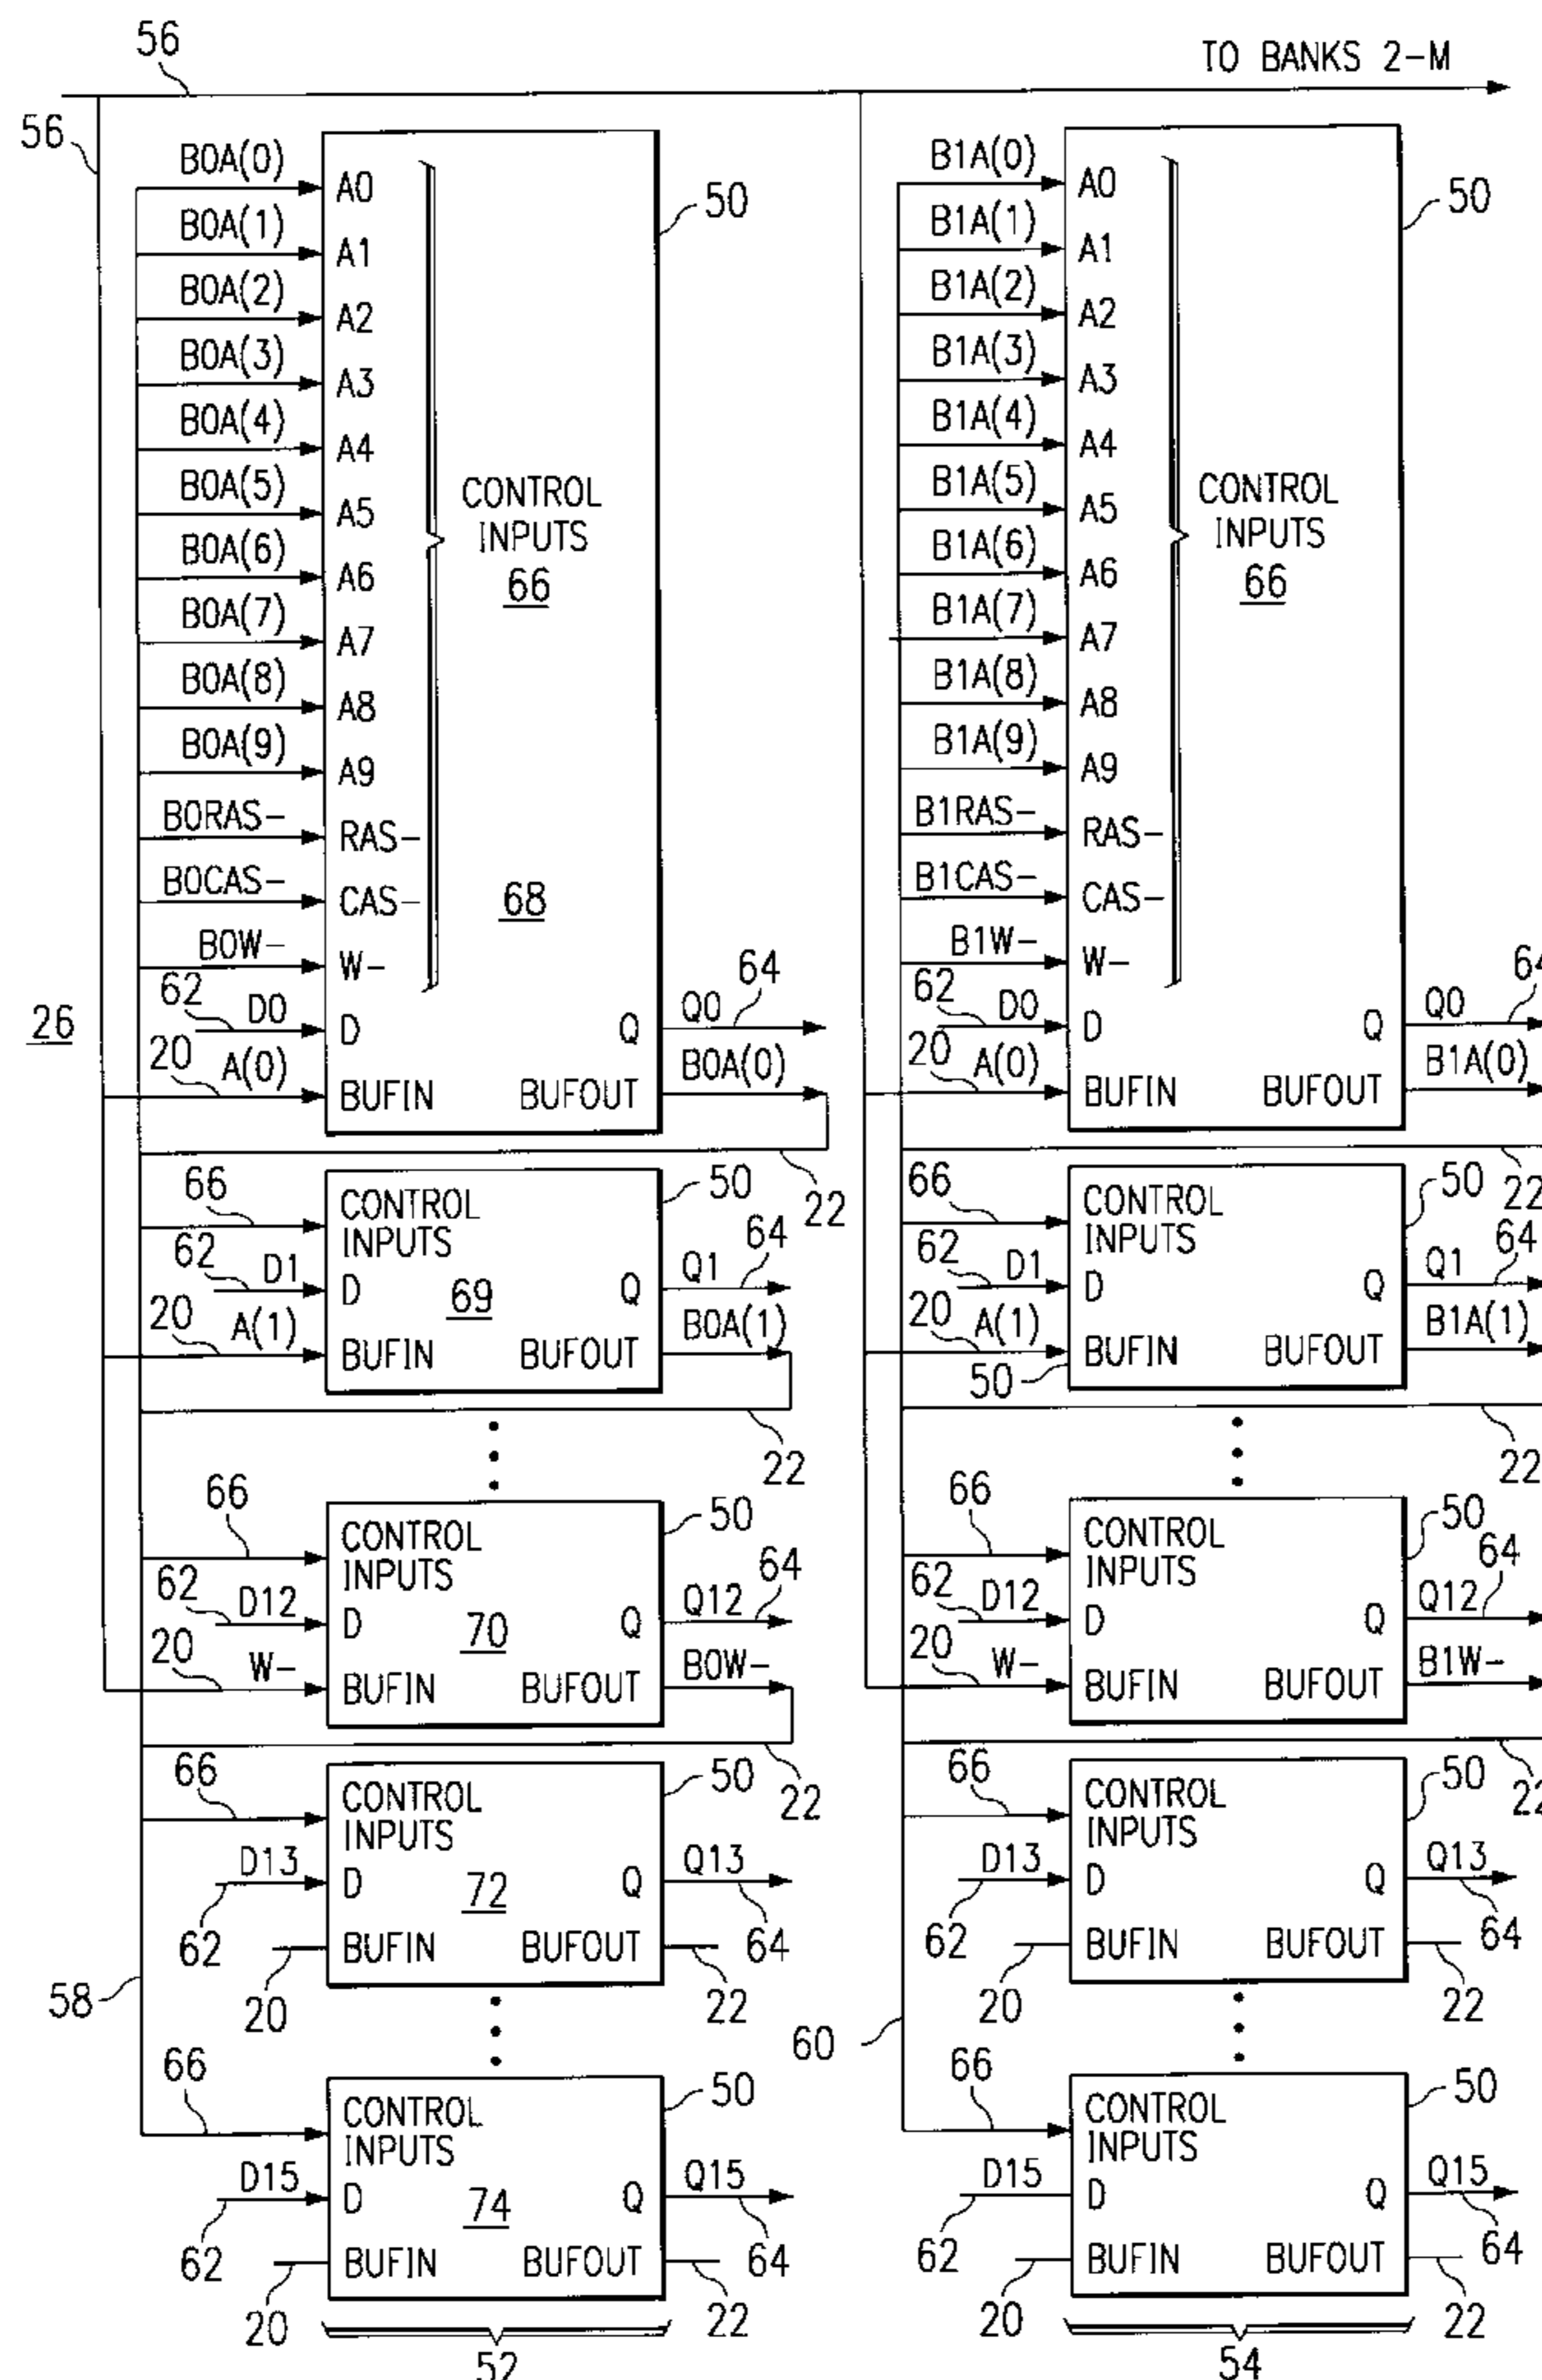 56
TO BANKS 2-M
56
B0A(0)
A0
B0A(1)
A1
B0A(2)
A2
B0A(3)
A3
B0A(4)
A4
B0A(5)
A5
B0A(6)
A6
B0A(7)
A7
B0A(8)
A8
B0A(9)
A9
B0RAS-
RAS-
B0CAS-
CAS-
B0W-
W-
CONTROL
INPUTS
66
68
50
26
62
D0
D
Q
Q0
64
20
A(0)
BUFIN
BUFOUT
B0A(0)
22
66
CONTROL
INPUTS
50
62
D1
D
69
Q
Q1
64
20
A(1)
BUFIN
BUFOUT
B0A(1)
22
66
CONTROL
INPUTS
50
62
D12
D
70
Q
Q12
64
20
W-
BUFIN
BUFOUT
B0W-
22
66
CONTROL
INPUTS
50
D13
D
72
Q
Q13
62
64
BUFIN
BUFOUT
20
22
58
66
CONTROL
INPUTS
50
D15
D
74
Q
Q15
62
64
BUFIN
BUFOUT
20
22
52
B1A(0)
A0
B1A(1)
A1
B1A(2)
A2
B1A(3)
A3
B1A(4)
A4
B1A(5)
A5
B1A(6)
A6
B1A(7)
A7
B1A(8)
A8
B1A(9)
A9
B1RAS-
RAS-
B1CAS-
CAS-
B1W-
W-
CONTROL
INPUTS
66
50
62
D0
D
Q
Q0
64
20
A(0)
BUFIN
BUFOUT
B1A(0)
22
66
CONTROL
INPUTS
50
62
D1
D
Q
Q1
64
20
A(1)
BUFIN
BUFOUT
B1A(1)
50
22
66
CONTROL
INPUTS
50
62
D12
D
Q
Q12
64
20
W-
BUFIN
BUFOUT
B1W-
22
66
CONTROL
INPUTS
50
D13
D
Q
Q13
62
64
BUFIN
BUFOUT
20
22
60
66
CONTROL
INPUTS
50
D15
D
Q
Q15
62
64
BUFIN
BUFOUT
20
22
54